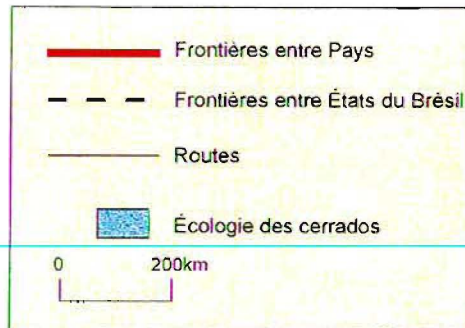 Frontières entre Pays
Frontières entre États du Brésil
Routes
Écologie des cerrados
0 200km